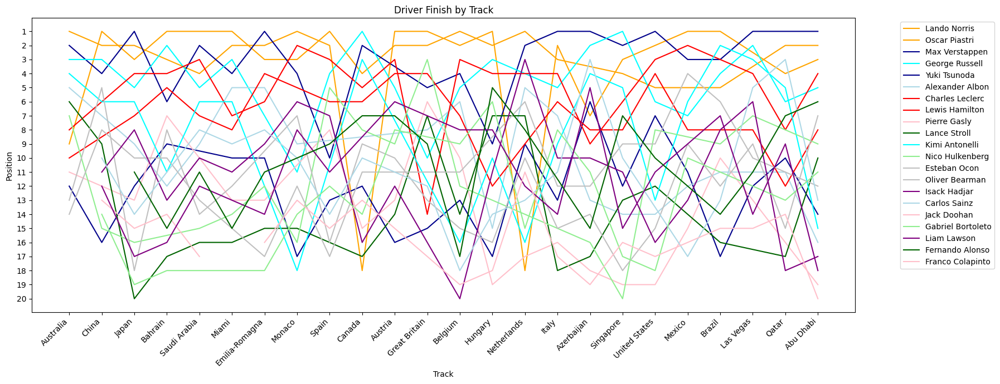 Driver Finish by Track
Position
1
2
3
4
5
6
7
8
9
10
11
12
13
14
15
16
17
18
19
20
Australia
China
Japan
Bahrain
Saudi Arabia
Miami
Emilia-Romagna
Monaco
Spain
Canada
Austria
Great Britain
Belgium
Hungary
Netherlands
Italy
Azerbaijan
Singapore
United States
Mexico
Brazil
Las Vegas
Qatar
Abu Dhabi
Track
Lando Norris
Oscar Piastri
Max Verstappen
George Russell
Yuki Tsunoda
Alexander Albon
Charles Leclerc
Lewis Hamilton
Pierre Gasly
Lance Stroll
Kimi Antonelli
Nico Hulkenberg
Esteban Ocon
Oliver Bearman
Isack Hadjar
Carlos Sainz
Jack Doohan
Gabriel Bortoleto
Liam Lawson
Fernando Alonso
Franco Colapinto